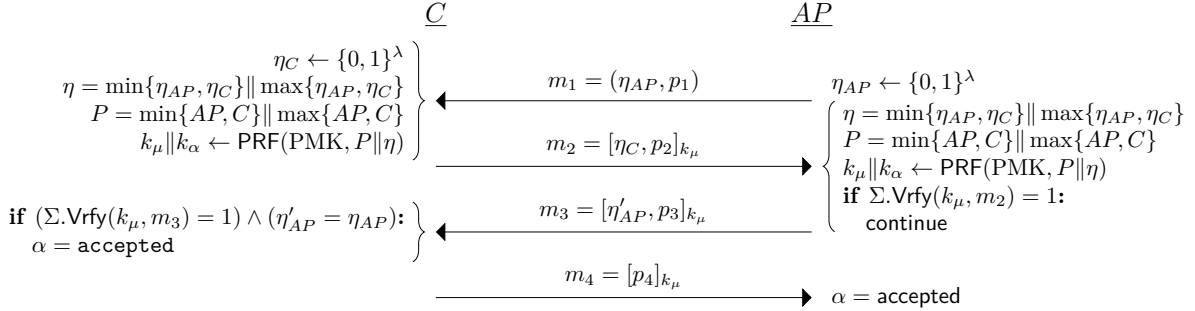 C
AP
η_C ← {0, 1}^λ
η = min{η_AP, η_C}‖ max{η_AP, η_C}
P = min{AP, C}‖ max{AP, C}
k_μ‖k_α ← PRF(PMK, P‖η)
m_1 = (η_AP, p_1)
η_AP ← {0, 1}^λ
η = min{η_AP, η_C}‖ max{η_AP, η_C}
P = min{AP, C}‖ max{AP, C}
k_μ‖k_α ← PRF(PMK, P‖η)
if Σ.Vrfy(k_μ, m_2) = 1:
continue
m_2 = [η_C, p_2]_{k_μ}
m_3 = [η′_AP, p_3]_{k_μ}
if (Σ.Vrfy(k_μ, m_3) = 1) ∧ (η′_AP = η_AP):
α = accepted
m_4 = [p_4]_{k_μ}
α = accepted